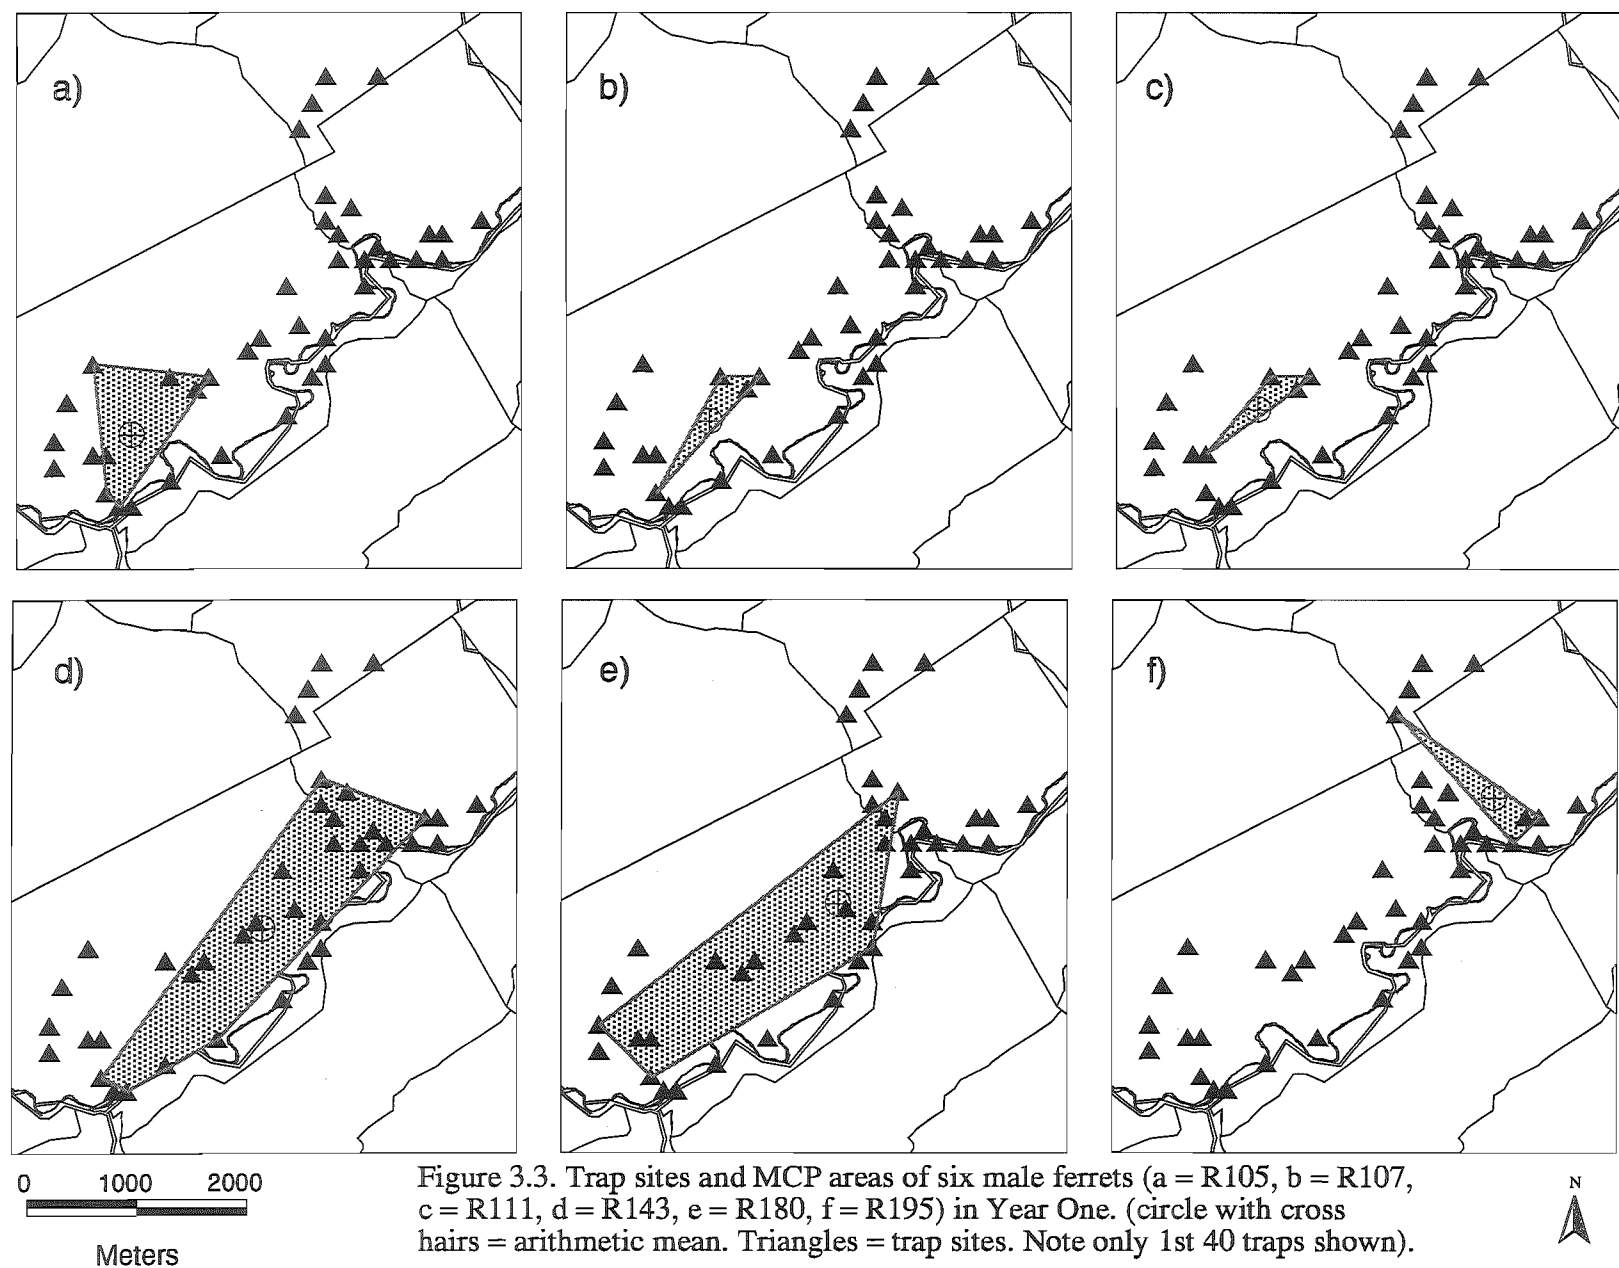 a)
b)
c)
d)
e)
f)
0 1000 2000
Meters
Figure 3.3. Trap sites and MCP areas of six male ferrets (a = R105, b = R107,
c = R111, d = R143, e = R180, f = R195) in Year One. (circle with cross
hairs = arithmetic mean. Triangles = trap sites. Note only 1st 40 traps shown).
N